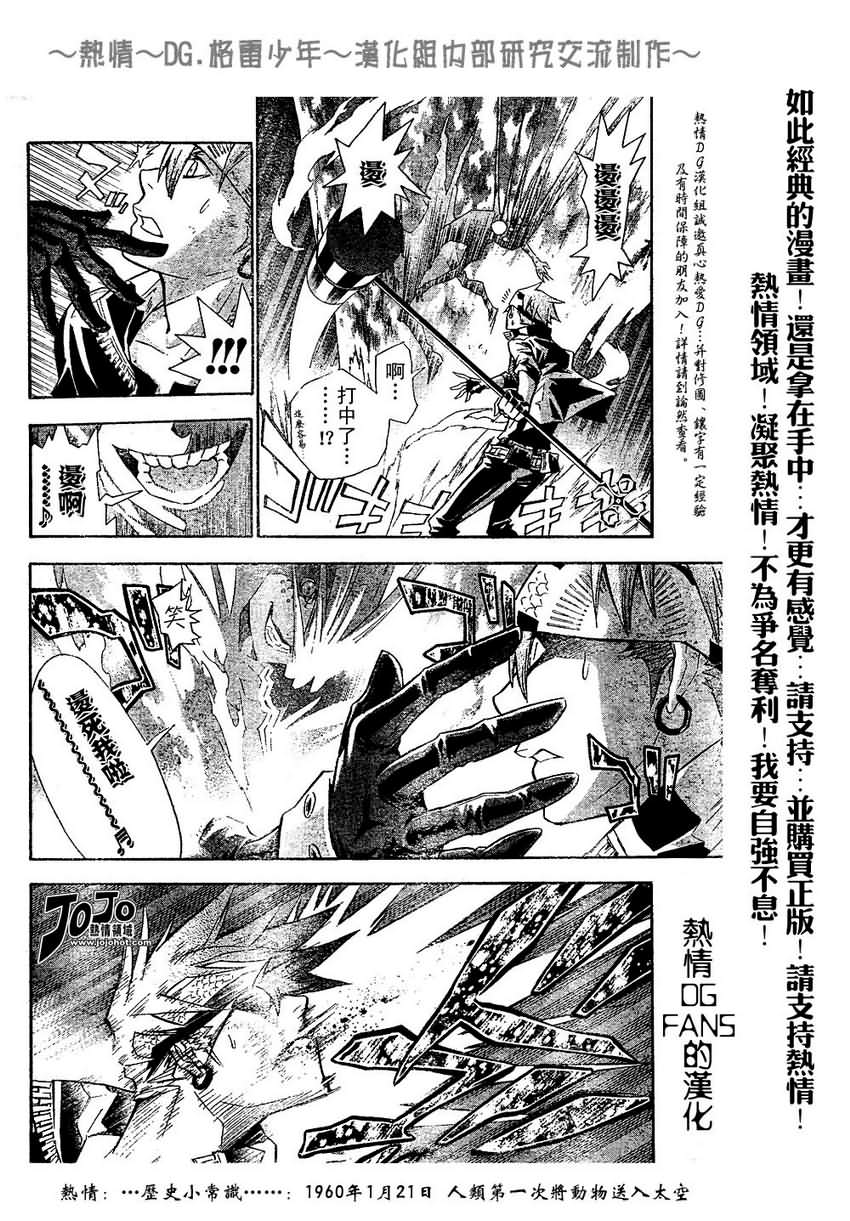 ～熱情～DG.格雷少年～漢化組内部研究交流制作～
如此經典的漫畫！還是拿在手中…才更有感覺…請支持…並購買正版！請支持熱情！
熱情領域！凝聚熱情！不為爭名奪利！我要自強不息！
熱情DG漢化組誠邀真心熱愛DG…并對修圖、鑲字有一定經驗
及有時間保障的朋友加入！詳情請到論然查看。
燙燙燙
燙
啊…
打中了…
……!?
這麼容易
!!!
燙啊
笑
燙死我啦
熱情
DG
FANS
的漢化
JOJO
熱情領域
www.jojohot.com
熱情：…歷史小常識……：1960年1月21日 人類第一次將動物送入太空